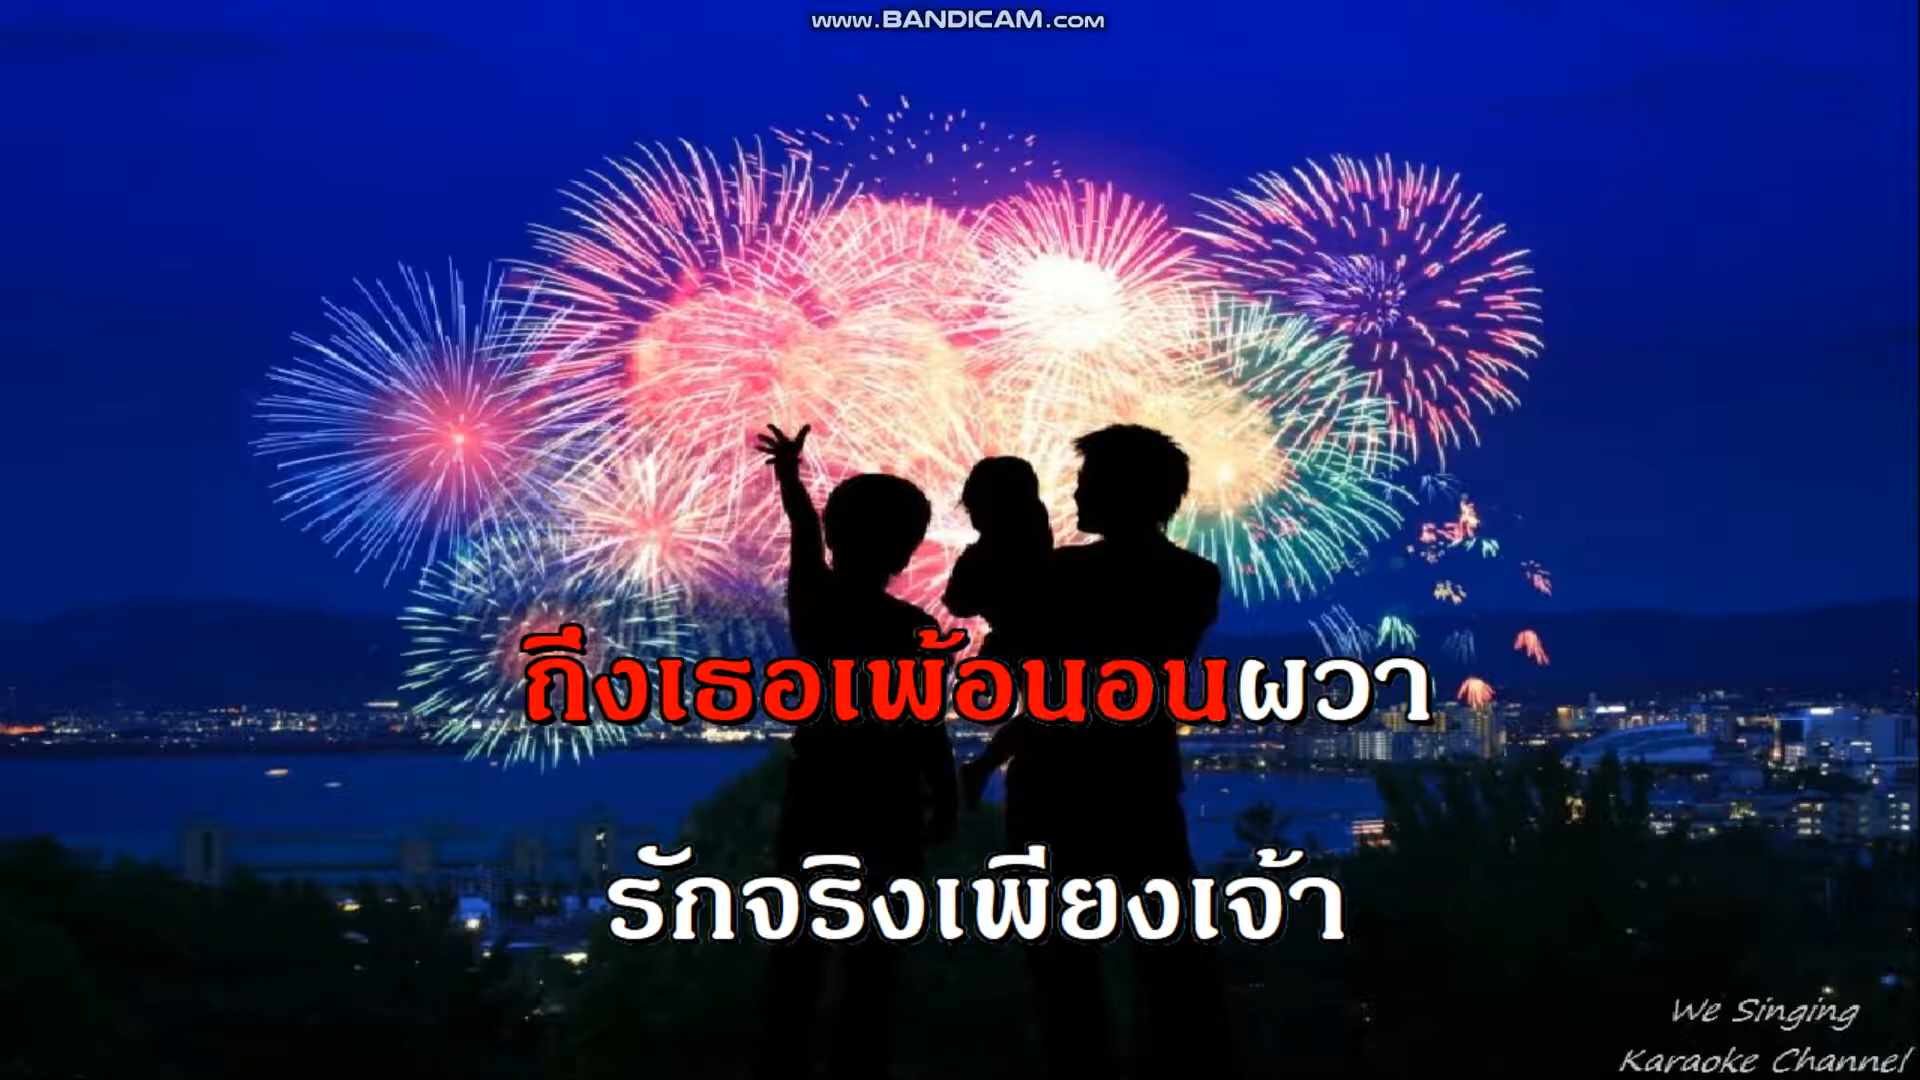 www.BANDICAM.com
ถึงเธอเพ้อนอนผวา
รักจริงเพียงเจ้า
We Singing
Karaoke Channel